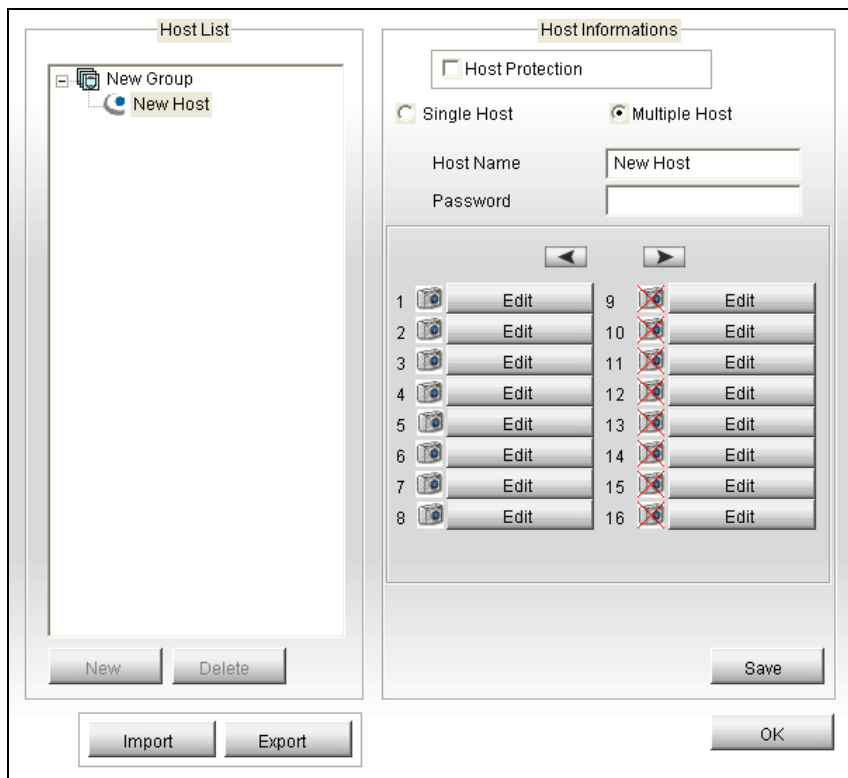 Host List
New Group
New Host
New Delete
Import Export
Host Informations
Host Protection
Single Host Multiple Host
Host Name New Host
Password
1 Edit 9 Edit
2 Edit 10 Edit
3 Edit 11 Edit
4 Edit 12 Edit
5 Edit 13 Edit
6 Edit 14 Edit
7 Edit 15 Edit
8 Edit 16 Edit
Save
OK